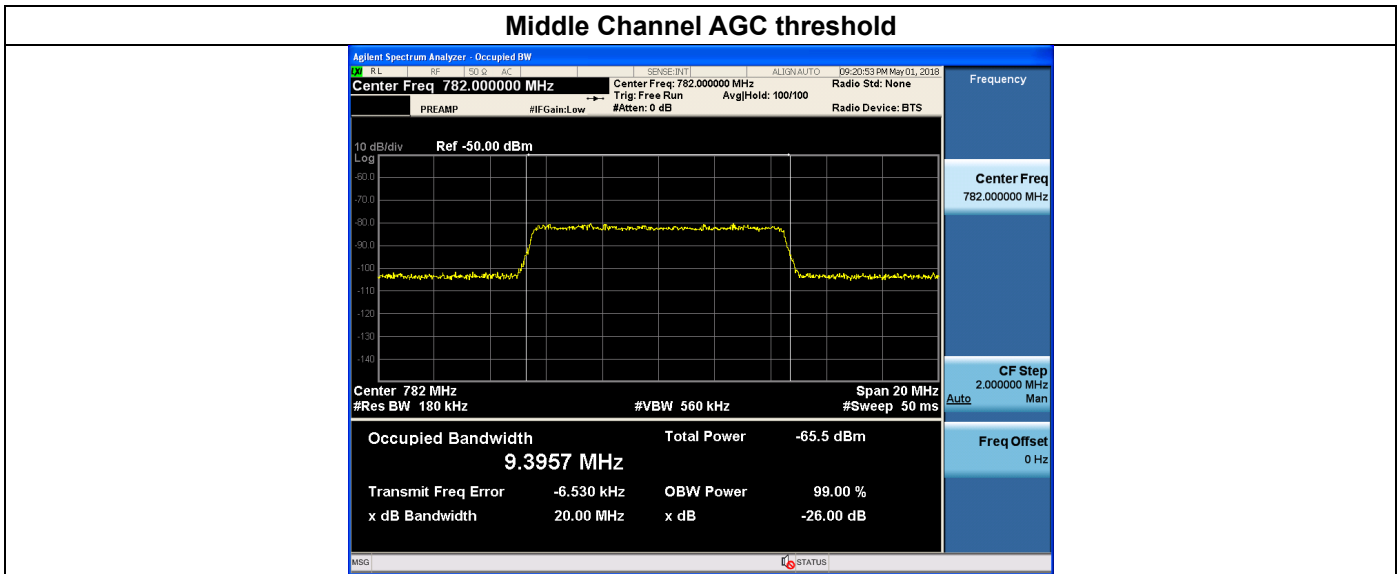 Middle Channel AGC threshold
Agilent Spectrum Analyzer - Occupied BW
LXI RL RF 50 Ω AC SENSE:INT ALIGN AUTO 09:20:53 PM May 01, 2018
Center Freq 782.000000 MHz Center Freq: 782.000000 MHz Radio Std: None
Trig: Free Run Avg|Hold: 100/100
PREAMP #IFGain:Low #Atten: 0 dB Radio Device: BTS
Frequency
10 dB/div Ref -50.00 dBm
Log
-60.0
-70.0
-80.0
-90.0
-100
-110
-120
-130
-140
Center 782 MHz Span 20 MHz
#Res BW 180 kHz #VBW 560 kHz #Sweep 50 ms
Center Freq
782.000000 MHz
CF Step
2.000000 MHz
Auto Man
Freq Offset
0 Hz
Occupied Bandwidth Total Power -65.5 dBm
9.3957 MHz
Transmit Freq Error -6.530 kHz OBW Power 99.00 %
x dB Bandwidth 20.00 MHz x dB -26.00 dB
MSG STATUS